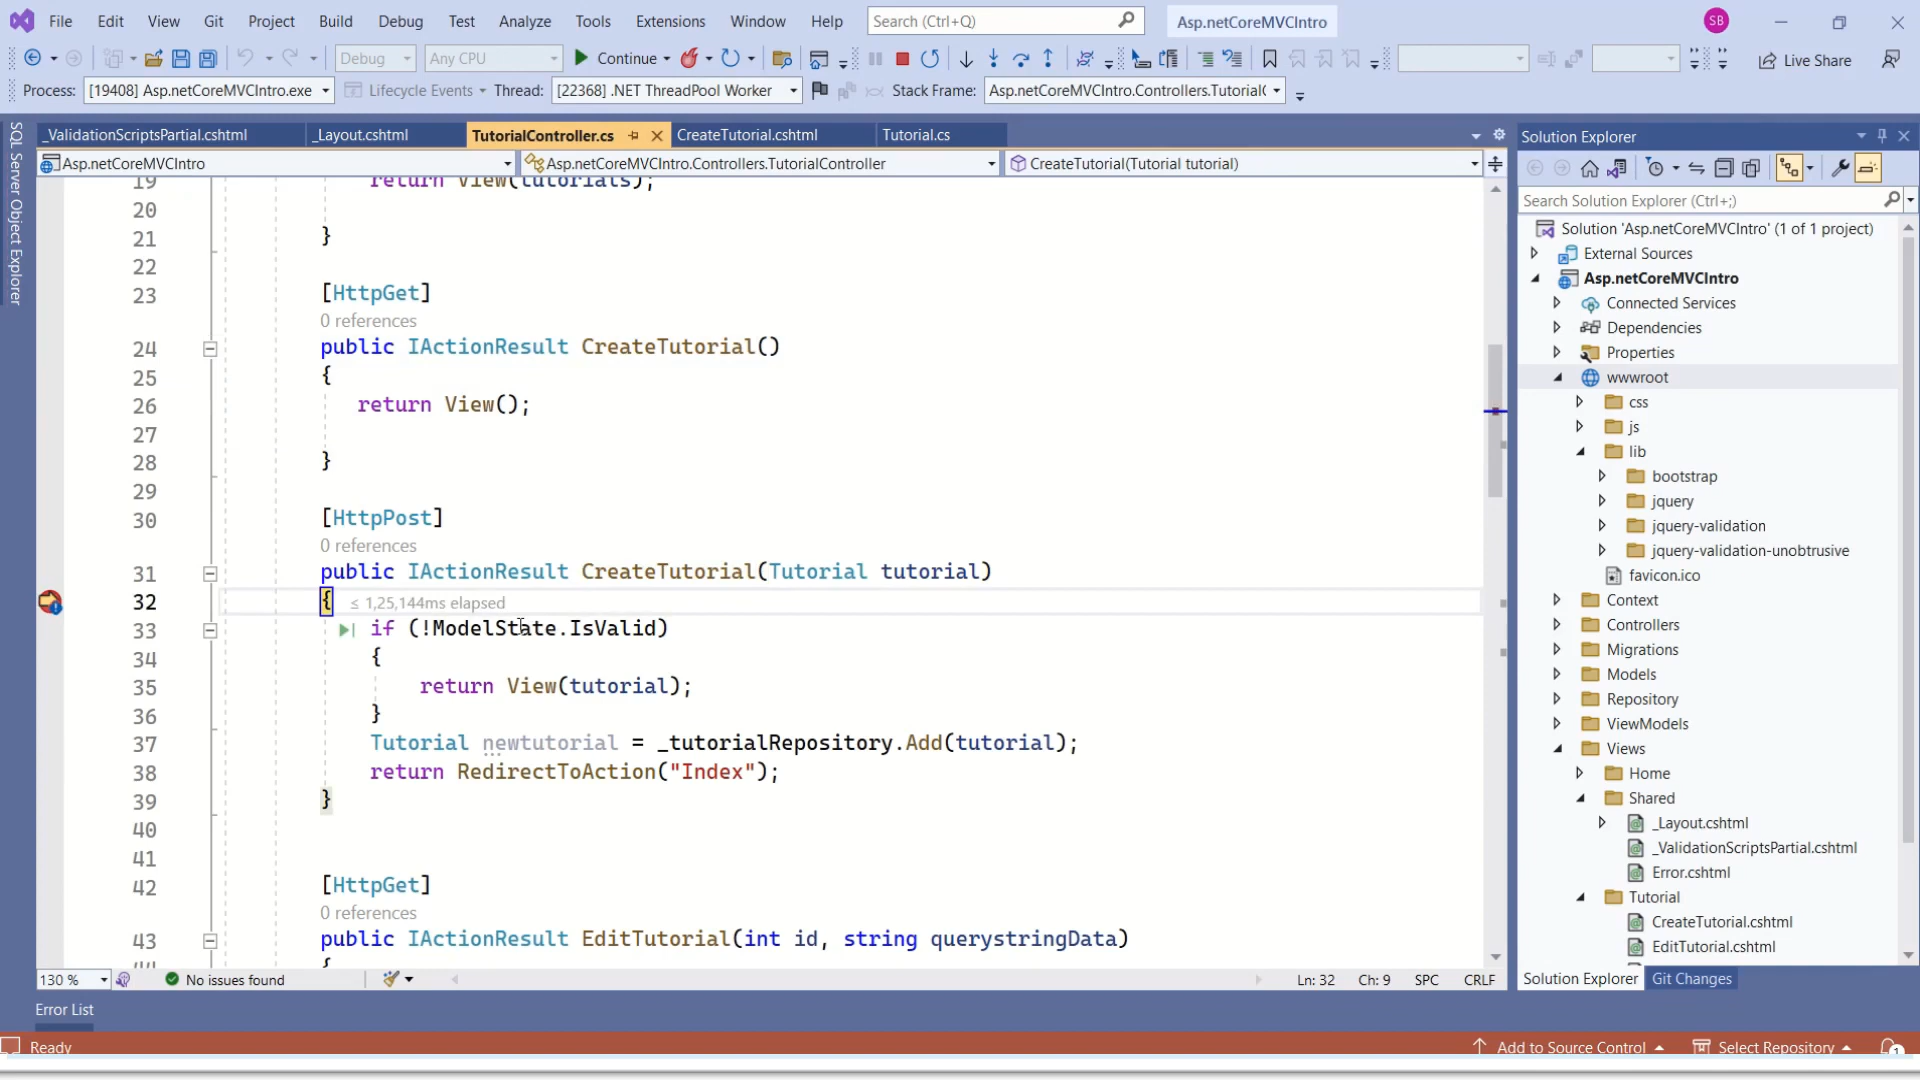 File Edit View Git Project Build Debug Test Analyze Tools Extensions Window Help Search (Ctrl+Q) Asp.netCoreMVCIntro SB
Debug Any CPU Continue Live Share
Process: [19408] Asp.netCoreMVCIntro.exe Lifecycle Events Thread: [22368] .NET ThreadPool Worker Stack Frame: Asp.netCoreMVCIntro.Controllers.Tutorial
SQL Server Object Explorer
_ValidationScriptsPartial.cshtml _Layout.cshtml TutorialController.cs CreateTutorial.cshtml Tutorial.cs
Asp.netCoreMVCIntro Asp.netCoreMVCIntro.Controllers.TutorialController CreateTutorial(Tutorial tutorial)
19 return View(tutorials);
20
21 }
22
23 [HttpGet]
0 references
24 public IActionResult CreateTutorial()
25 {
26 return View();
27
28 }
29
30 [HttpPost]
0 references
31 public IActionResult CreateTutorial(Tutorial tutorial)
32 { ≤ 1,25,144ms elapsed
33 if (!ModelState.IsValid)
34 {
35 return View(tutorial);
36 }
37 Tutorial newtutorial = _tutorialRepository.Add(tutorial);
38 return RedirectToAction("Index");
39 }
40
41
42 [HttpGet]
0 references
43 public IActionResult EditTutorial(int id, string querystringData)
{
130 % No issues found Ln: 32 Ch: 9 SPC CRLF
Solution Explorer
Search Solution Explorer (Ctrl+;)
Solution 'Asp.netCoreMVCIntro' (1 of 1 project)
External Sources
Asp.netCoreMVCIntro
Connected Services
Dependencies
Properties
wwwroot
css
js
lib
bootstrap
jquery
jquery-validation
jquery-validation-unobtrusive
favicon.ico
Context
Controllers
Migrations
Models
Repository
ViewModels
Views
Home
Shared
_Layout.cshtml
_ValidationScriptsPartial.cshtml
Error.cshtml
Tutorial
CreateTutorial.cshtml
EditTutorial.cshtml
Solution Explorer Git Changes
Error List
Ready Add to Source Control Select Repository 1